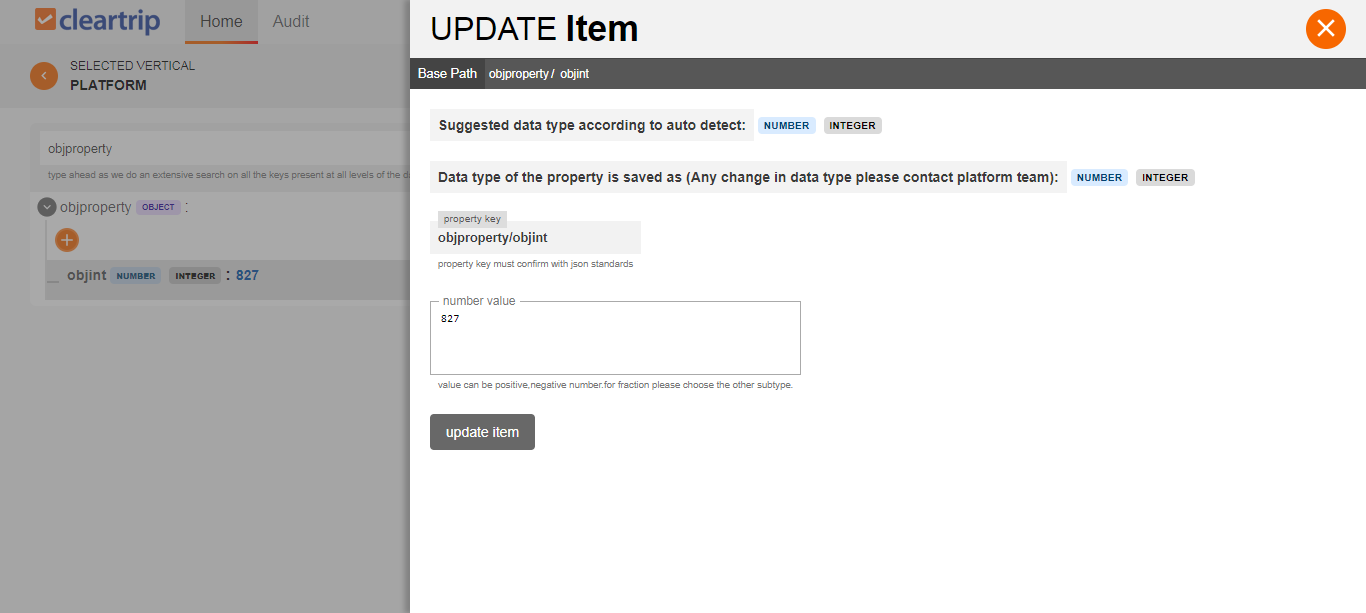 cleartrip
Home
Audit
SELECTED VERTICAL
PLATFORM
objproperty
type ahead as we do an extensive search on all the keys present at all levels of the
objproperty OBJECT :
objint NUMBER INTEGER : 827
UPDATE Item
Base Path objproperty/ objint
Suggested data type according to auto detect: NUMBER INTEGER
Data type of the property is saved as (Any change in data type please contact platform team): NUMBER INTEGER
property key
objproperty/objint
property key must confirm with json standards
number value
827
value can be positive,negative number.for fraction please choose the other subtype.
update item